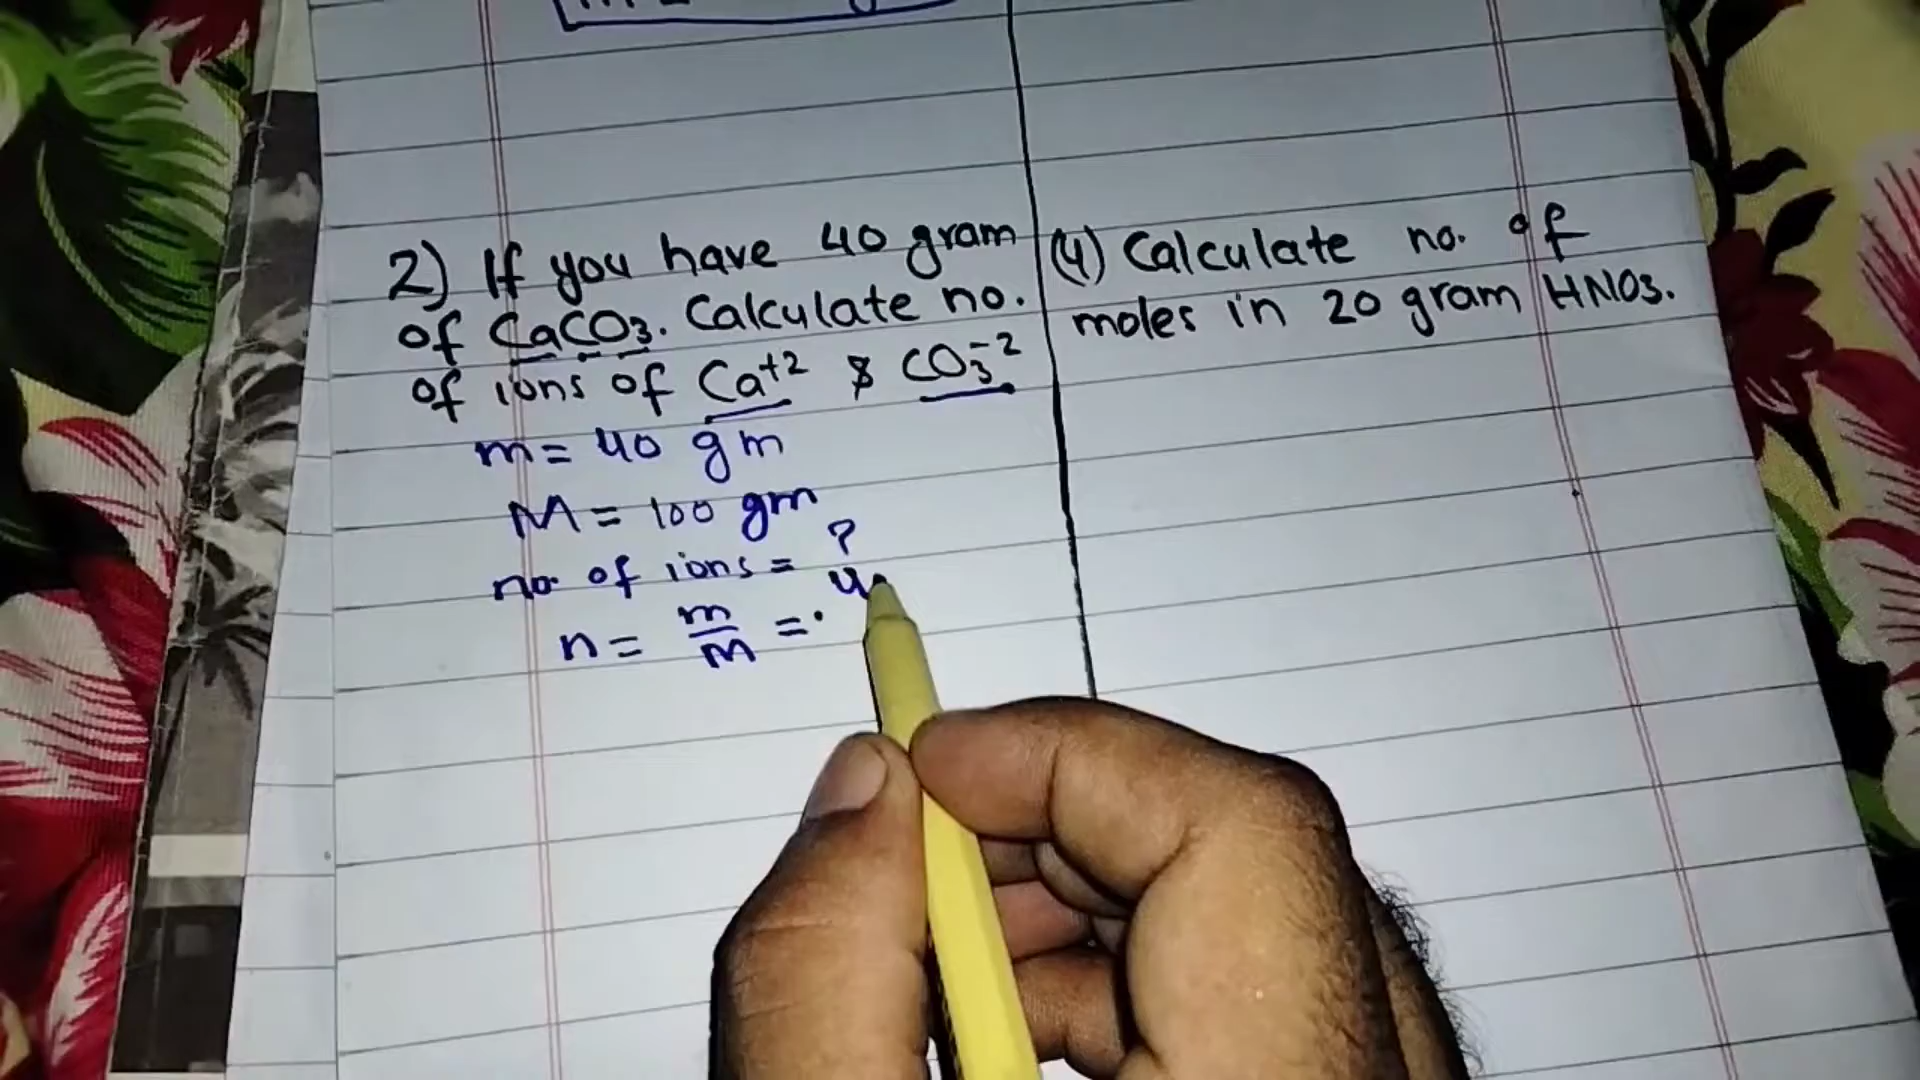 2) If you have 40 gram
of CaCO3. Calculate no.
of ions of Ca+2 & CO3-2
m = 40 gm
M = 100 gm
no. of ions = ?
n = m/M = 4
(4) Calculate no. of
moles in 20 gram HNO3.